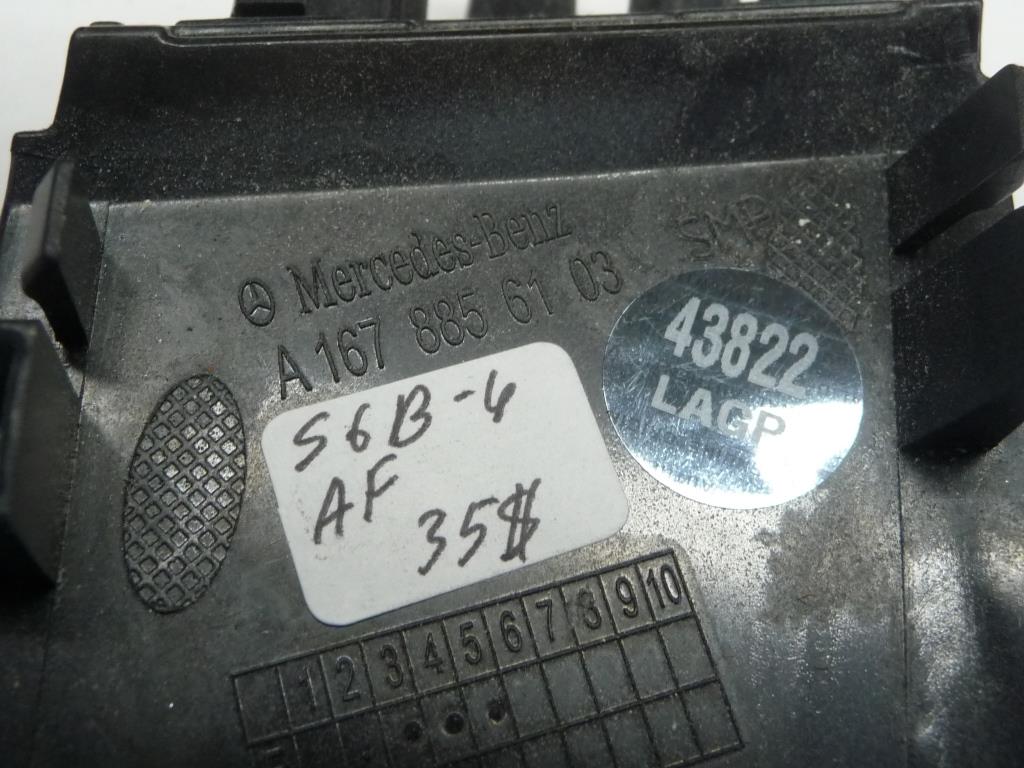 Mercedes-Benz
A 167 885 61 03
SMP
43822
LAGP
S6B-6
AF
35$
1 2 3 4 5 6 7 8 9 10